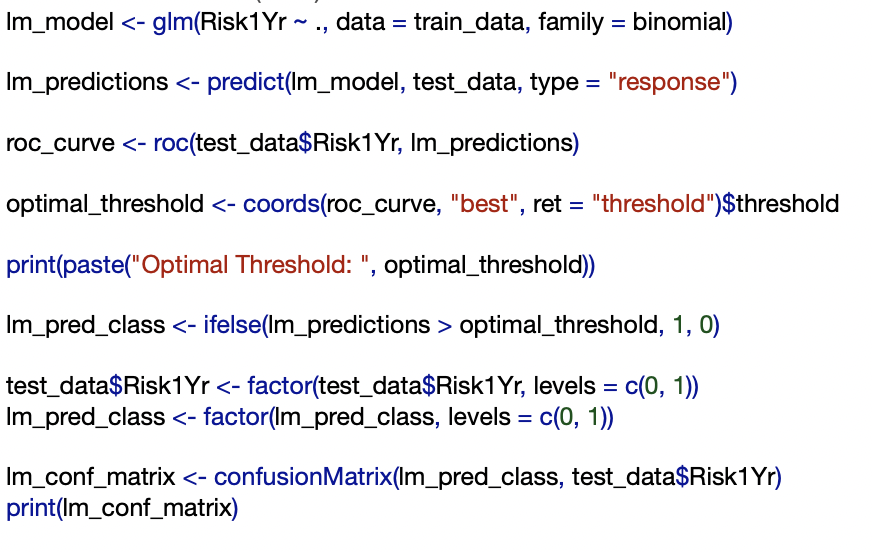 lm_model <- glm(Risk1Yr ~ ., data = train_data, family = binomial)
lm_predictions <- predict(lm_model, test_data, type = "response")
roc_curve <- roc(test_data$Risk1Yr, lm_predictions)
optimal_threshold <- coords(roc_curve, "best", ret = "threshold")$threshold
print(paste("Optimal Threshold: ", optimal_threshold))
lm_pred_class <- ifelse(lm_predictions > optimal_threshold, 1, 0)
test_data$Risk1Yr <- factor(test_data$Risk1Yr, levels = c(0, 1))
lm_pred_class <- factor(lm_pred_class, levels = c(0, 1))
lm_conf_matrix <- confusionMatrix(lm_pred_class, test_data$Risk1Yr)
print(lm_conf_matrix)